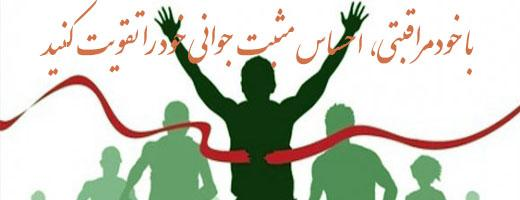 با خودمراقبتی، احساس مثبت جوانی خود را تقویت کنید